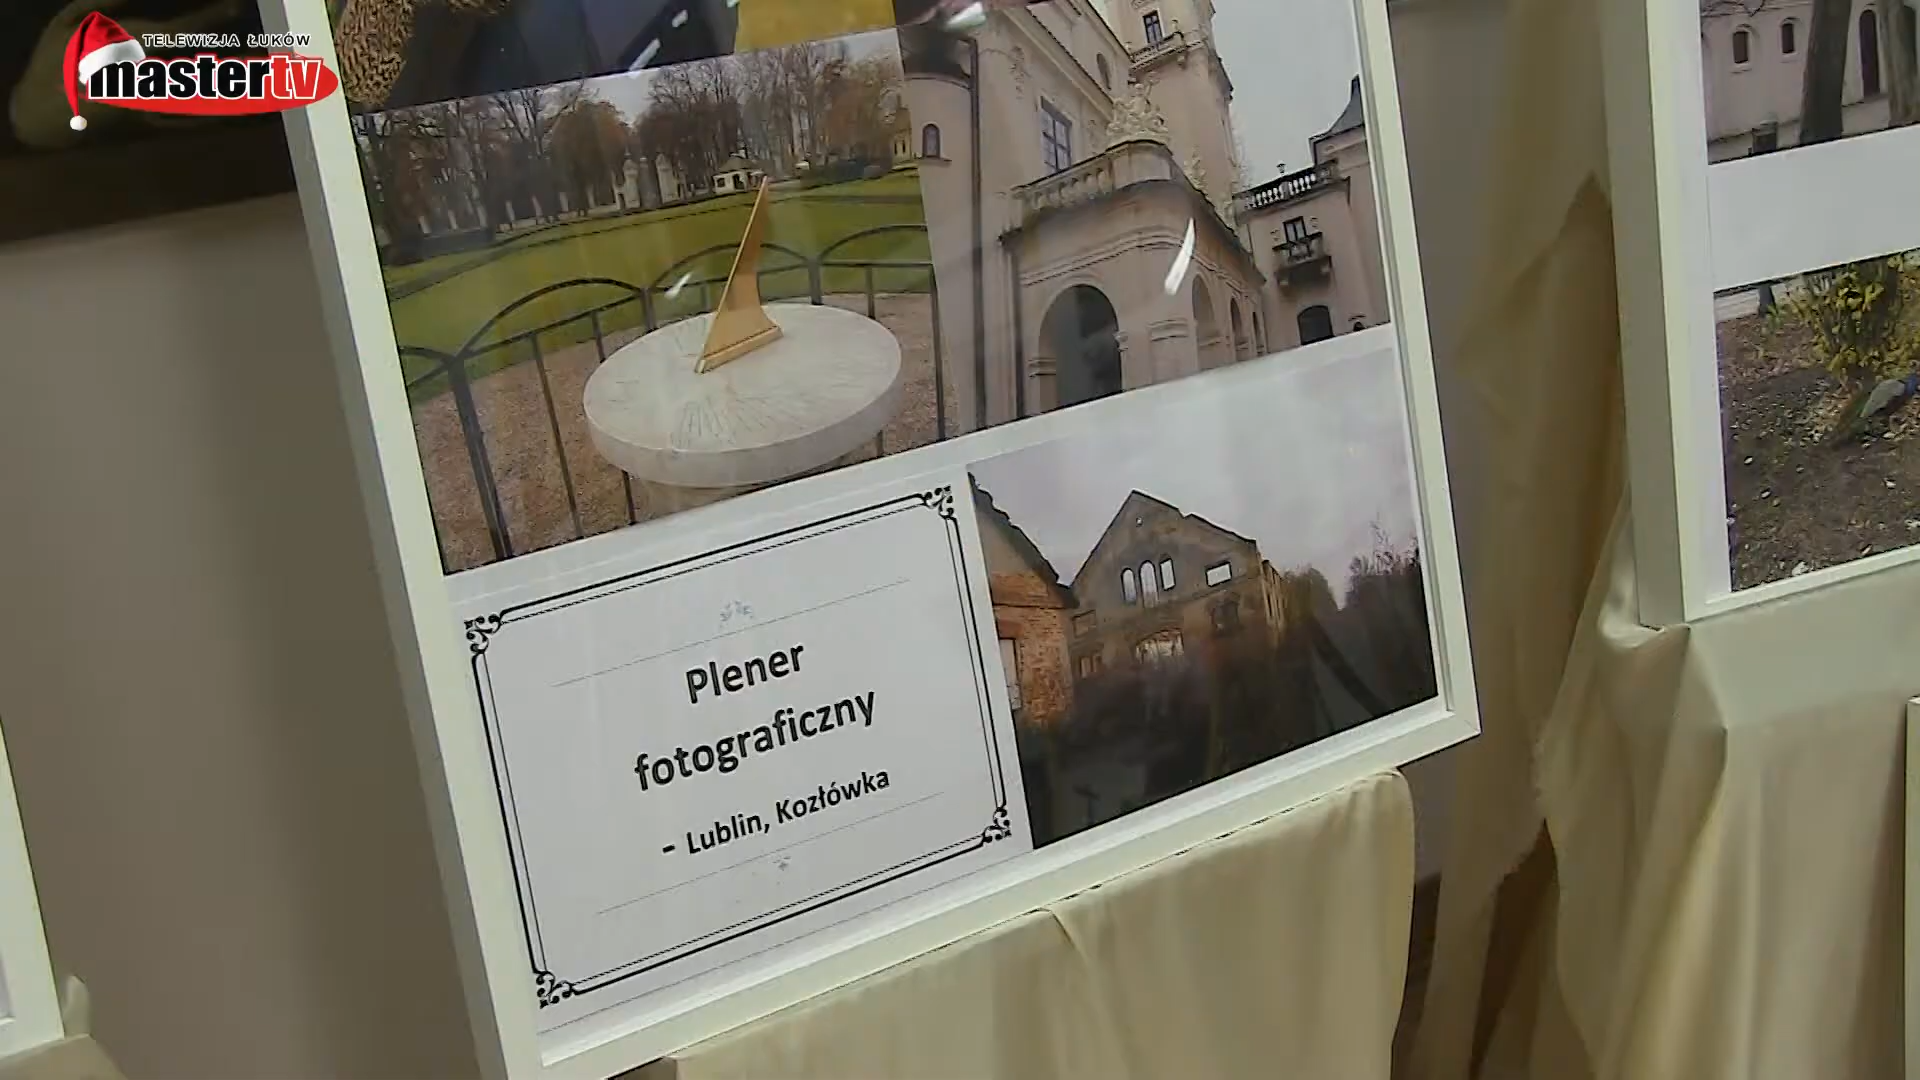 TELEWIZJA ŁUKÓW
mastertv
Plener
fotograficzny
- Lublin, Kozłówka